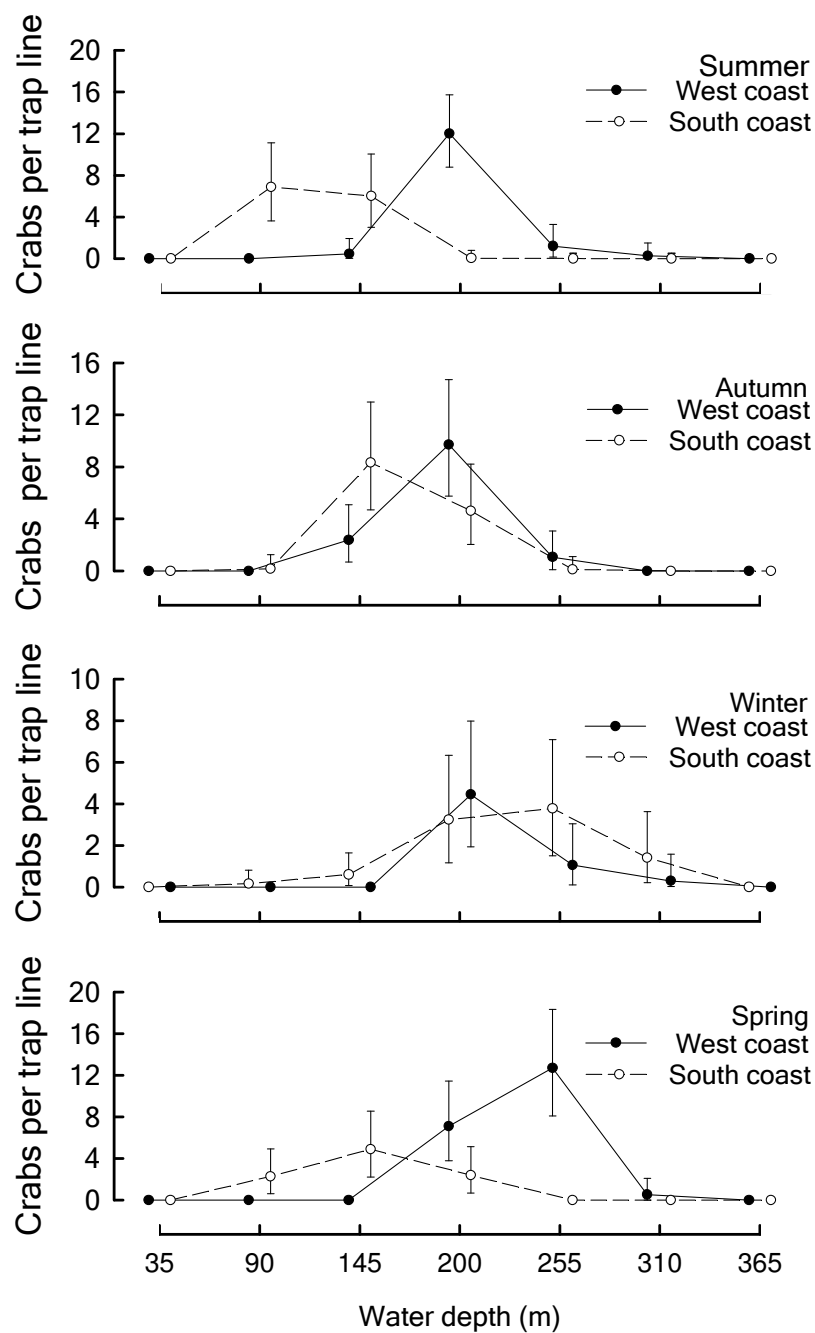 Crabs per trap line
20
16
12
8
4
0
Summer
West coast
South coast
Crabs per trap line
16
12
8
4
0
Autumn
West coast
South coast
Crabs per trap line
10
8
6
4
2
0
Winter
West coast
South coast
Crabs per trap line
20
16
12
8
4
0
Spring
West coast
South coast
35 90 145 200 255 310 365
Water depth (m)